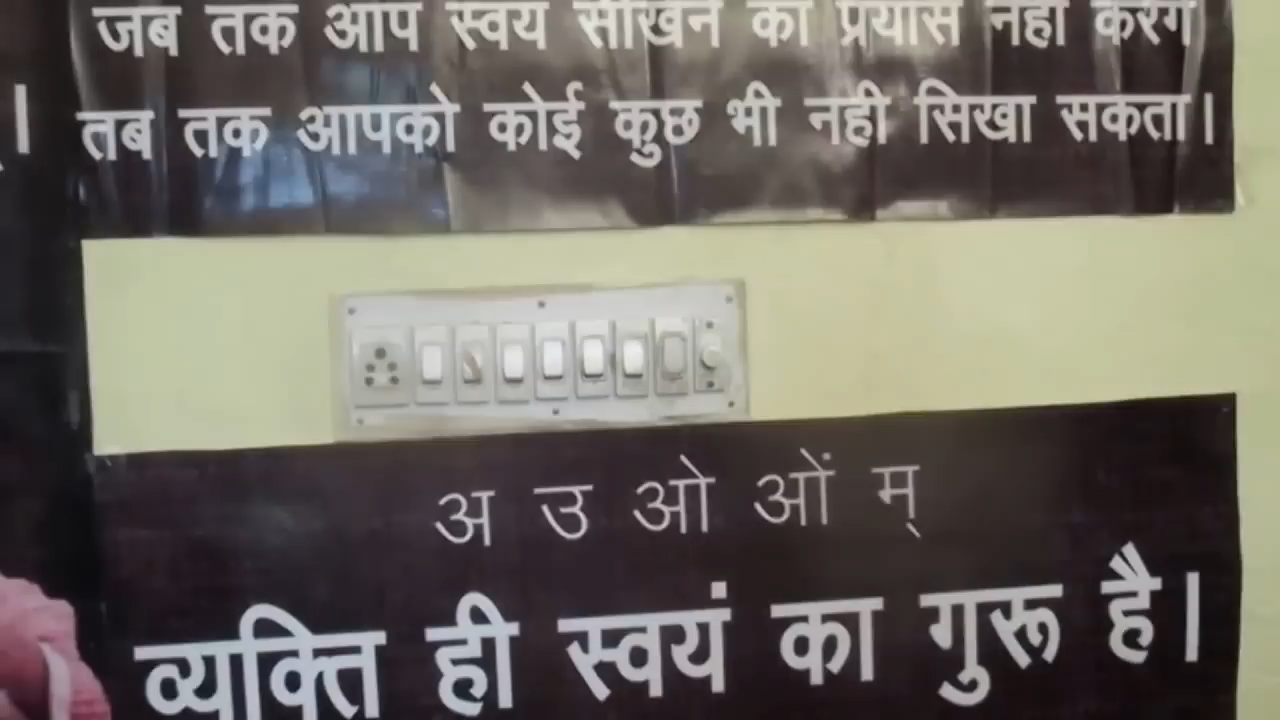 जब तक आप स्वयं सीखने का प्रयास नहीं करेंगे
तब तक आपको कोई कुछ भी नही सिखा सकता।
अ उ ओ ओं म्
व्यक्ति ही स्वयं का गुरू है।